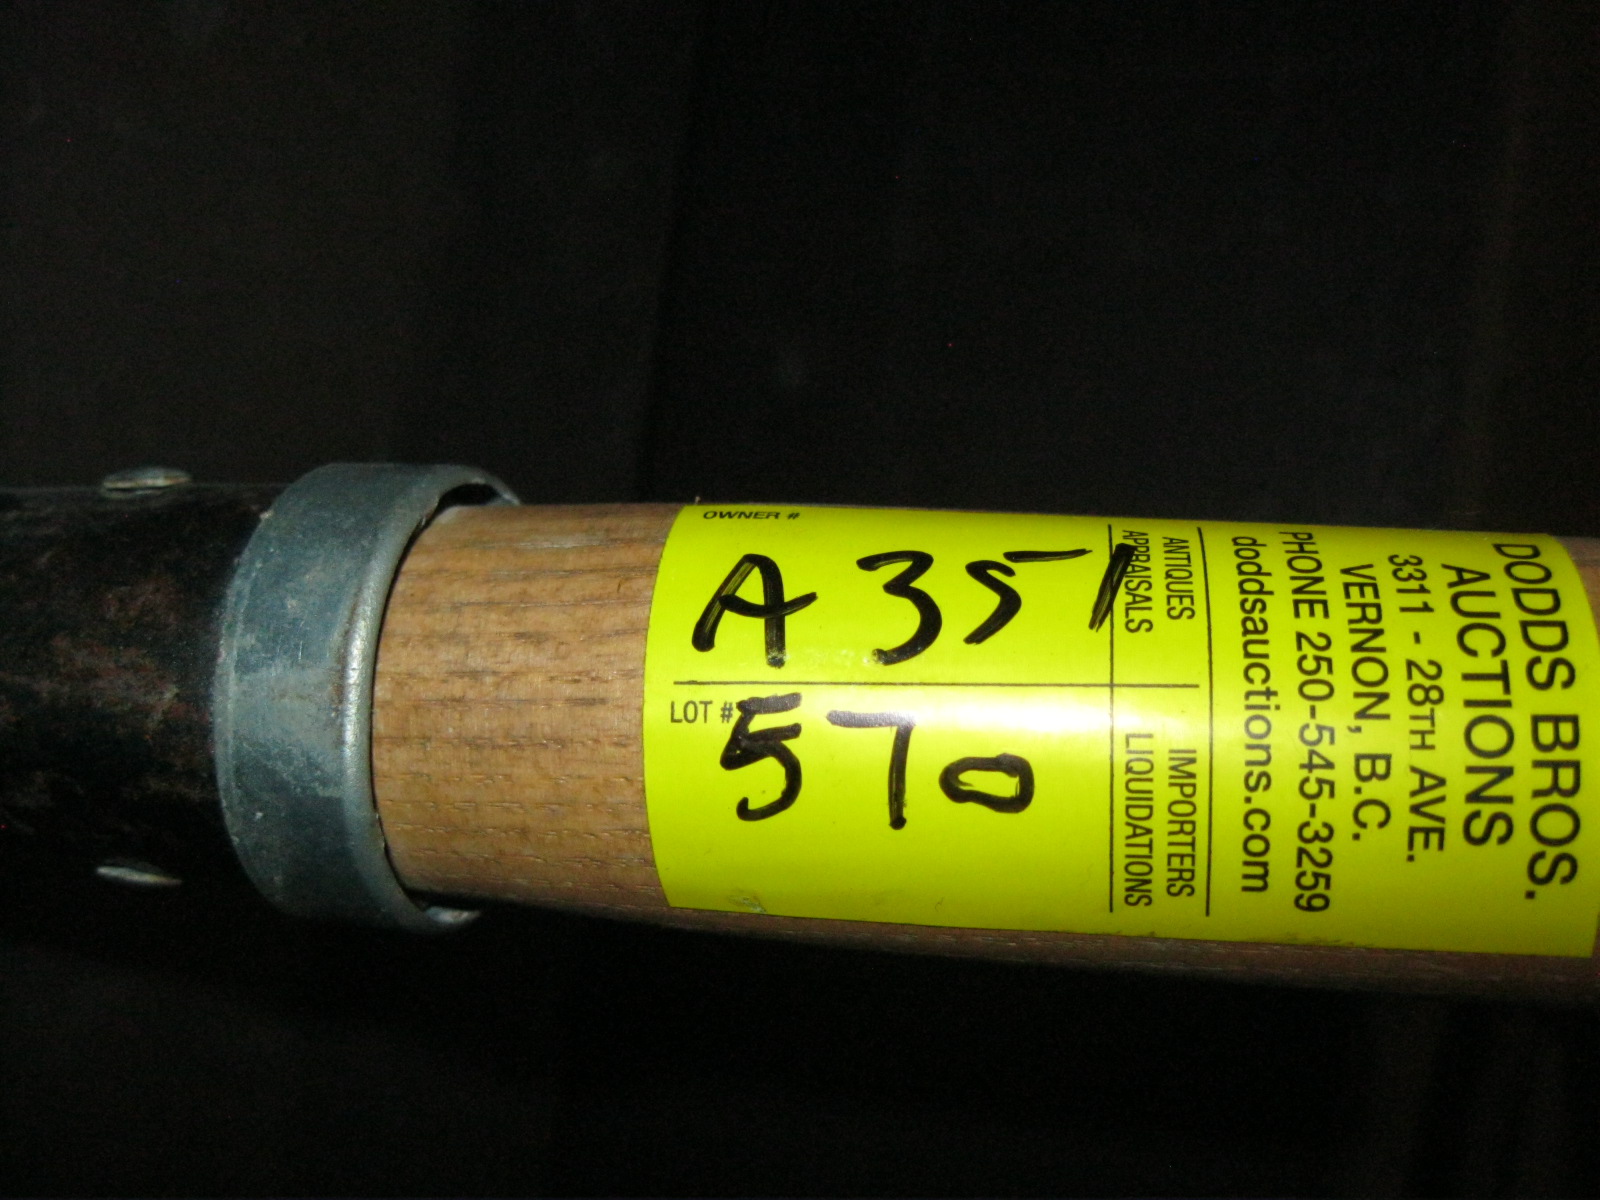 OWNER #
A 351
LOT #
570
ANTIQUES
APPRAISALS
IMPORTERS
LIQUIDATIONS
DODDS BROS.
AUCTIONS
3311 - 28TH AVE.
VERNON, B.C.
PHONE 250-545-3259
doddsauctions.com